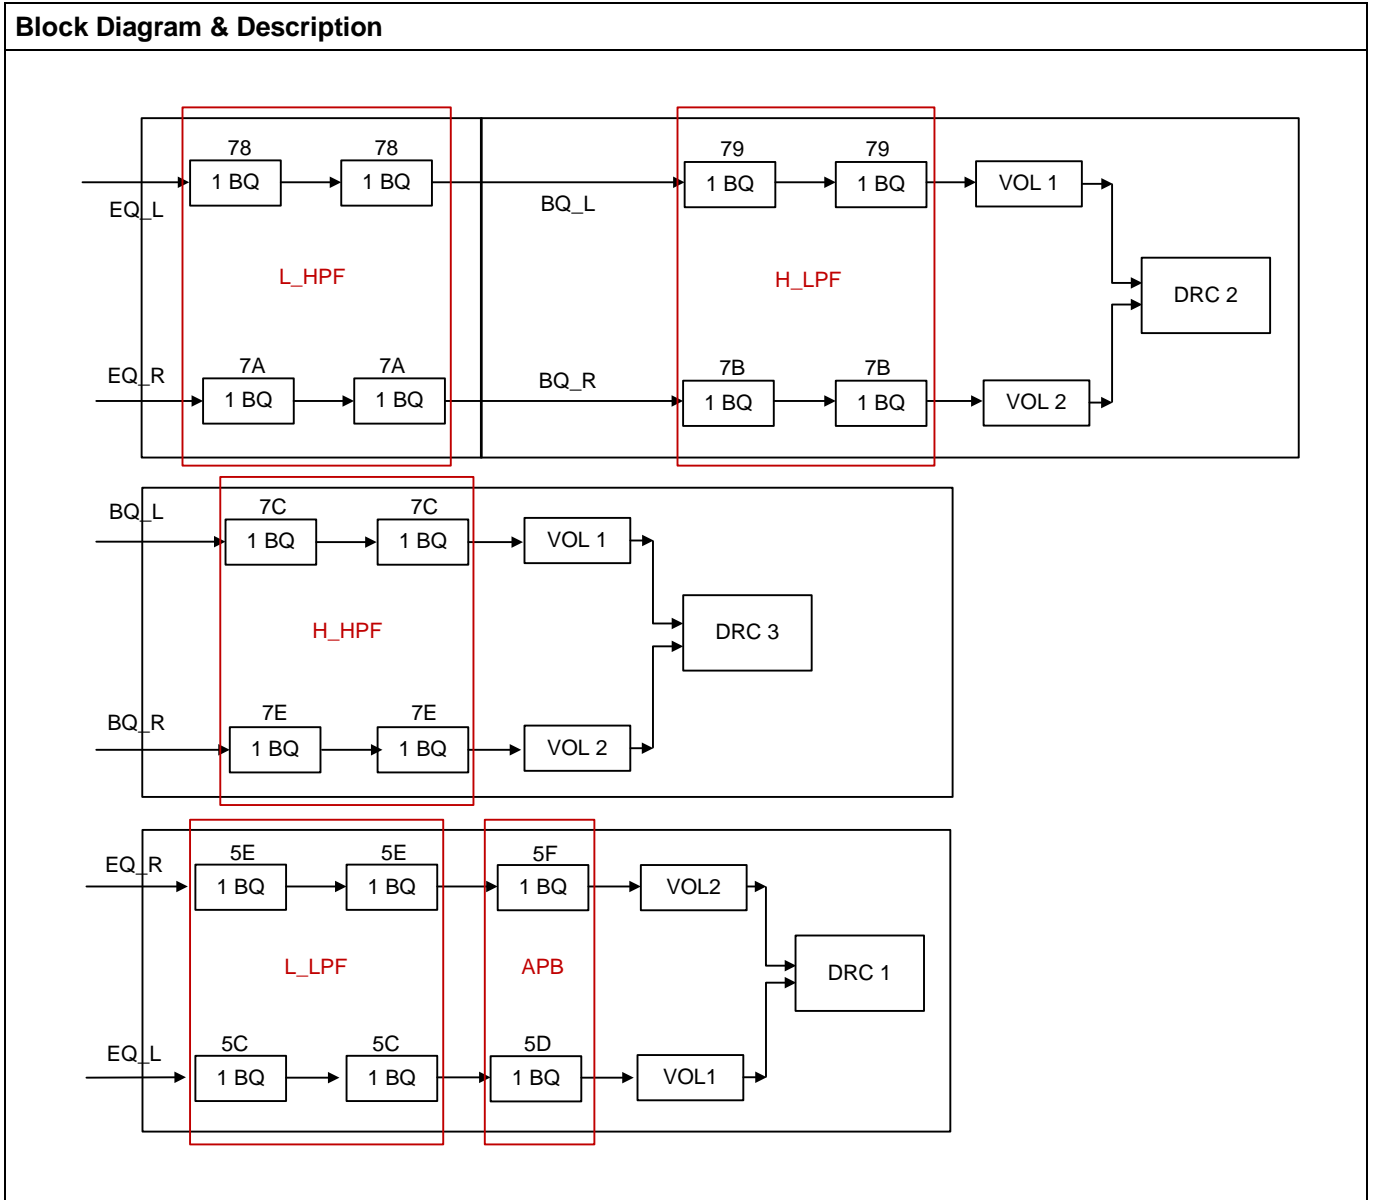 Block Diagram & Description
78 78 79 79
1 BQ 1 BQ 1 BQ 1 BQ VOL 1
EQ_L BQ_L
L_HPF H_LPF
DRC 2
7A 7A 7B 7B
EQ_R BQ_R
1 BQ 1 BQ 1 BQ 1 BQ VOL 2
BQ_L 7C 7C
1 BQ 1 BQ VOL 1
H_HPF DRC 3
BQ_R 7E 7E
1 BQ 1 BQ VOL 2
EQ_R 5E 5E 5F
1 BQ 1 BQ 1 BQ VOL2
L_LPF APB DRC 1
EQ_L 5C 5C 5D
1 BQ 1 BQ 1 BQ VOL1